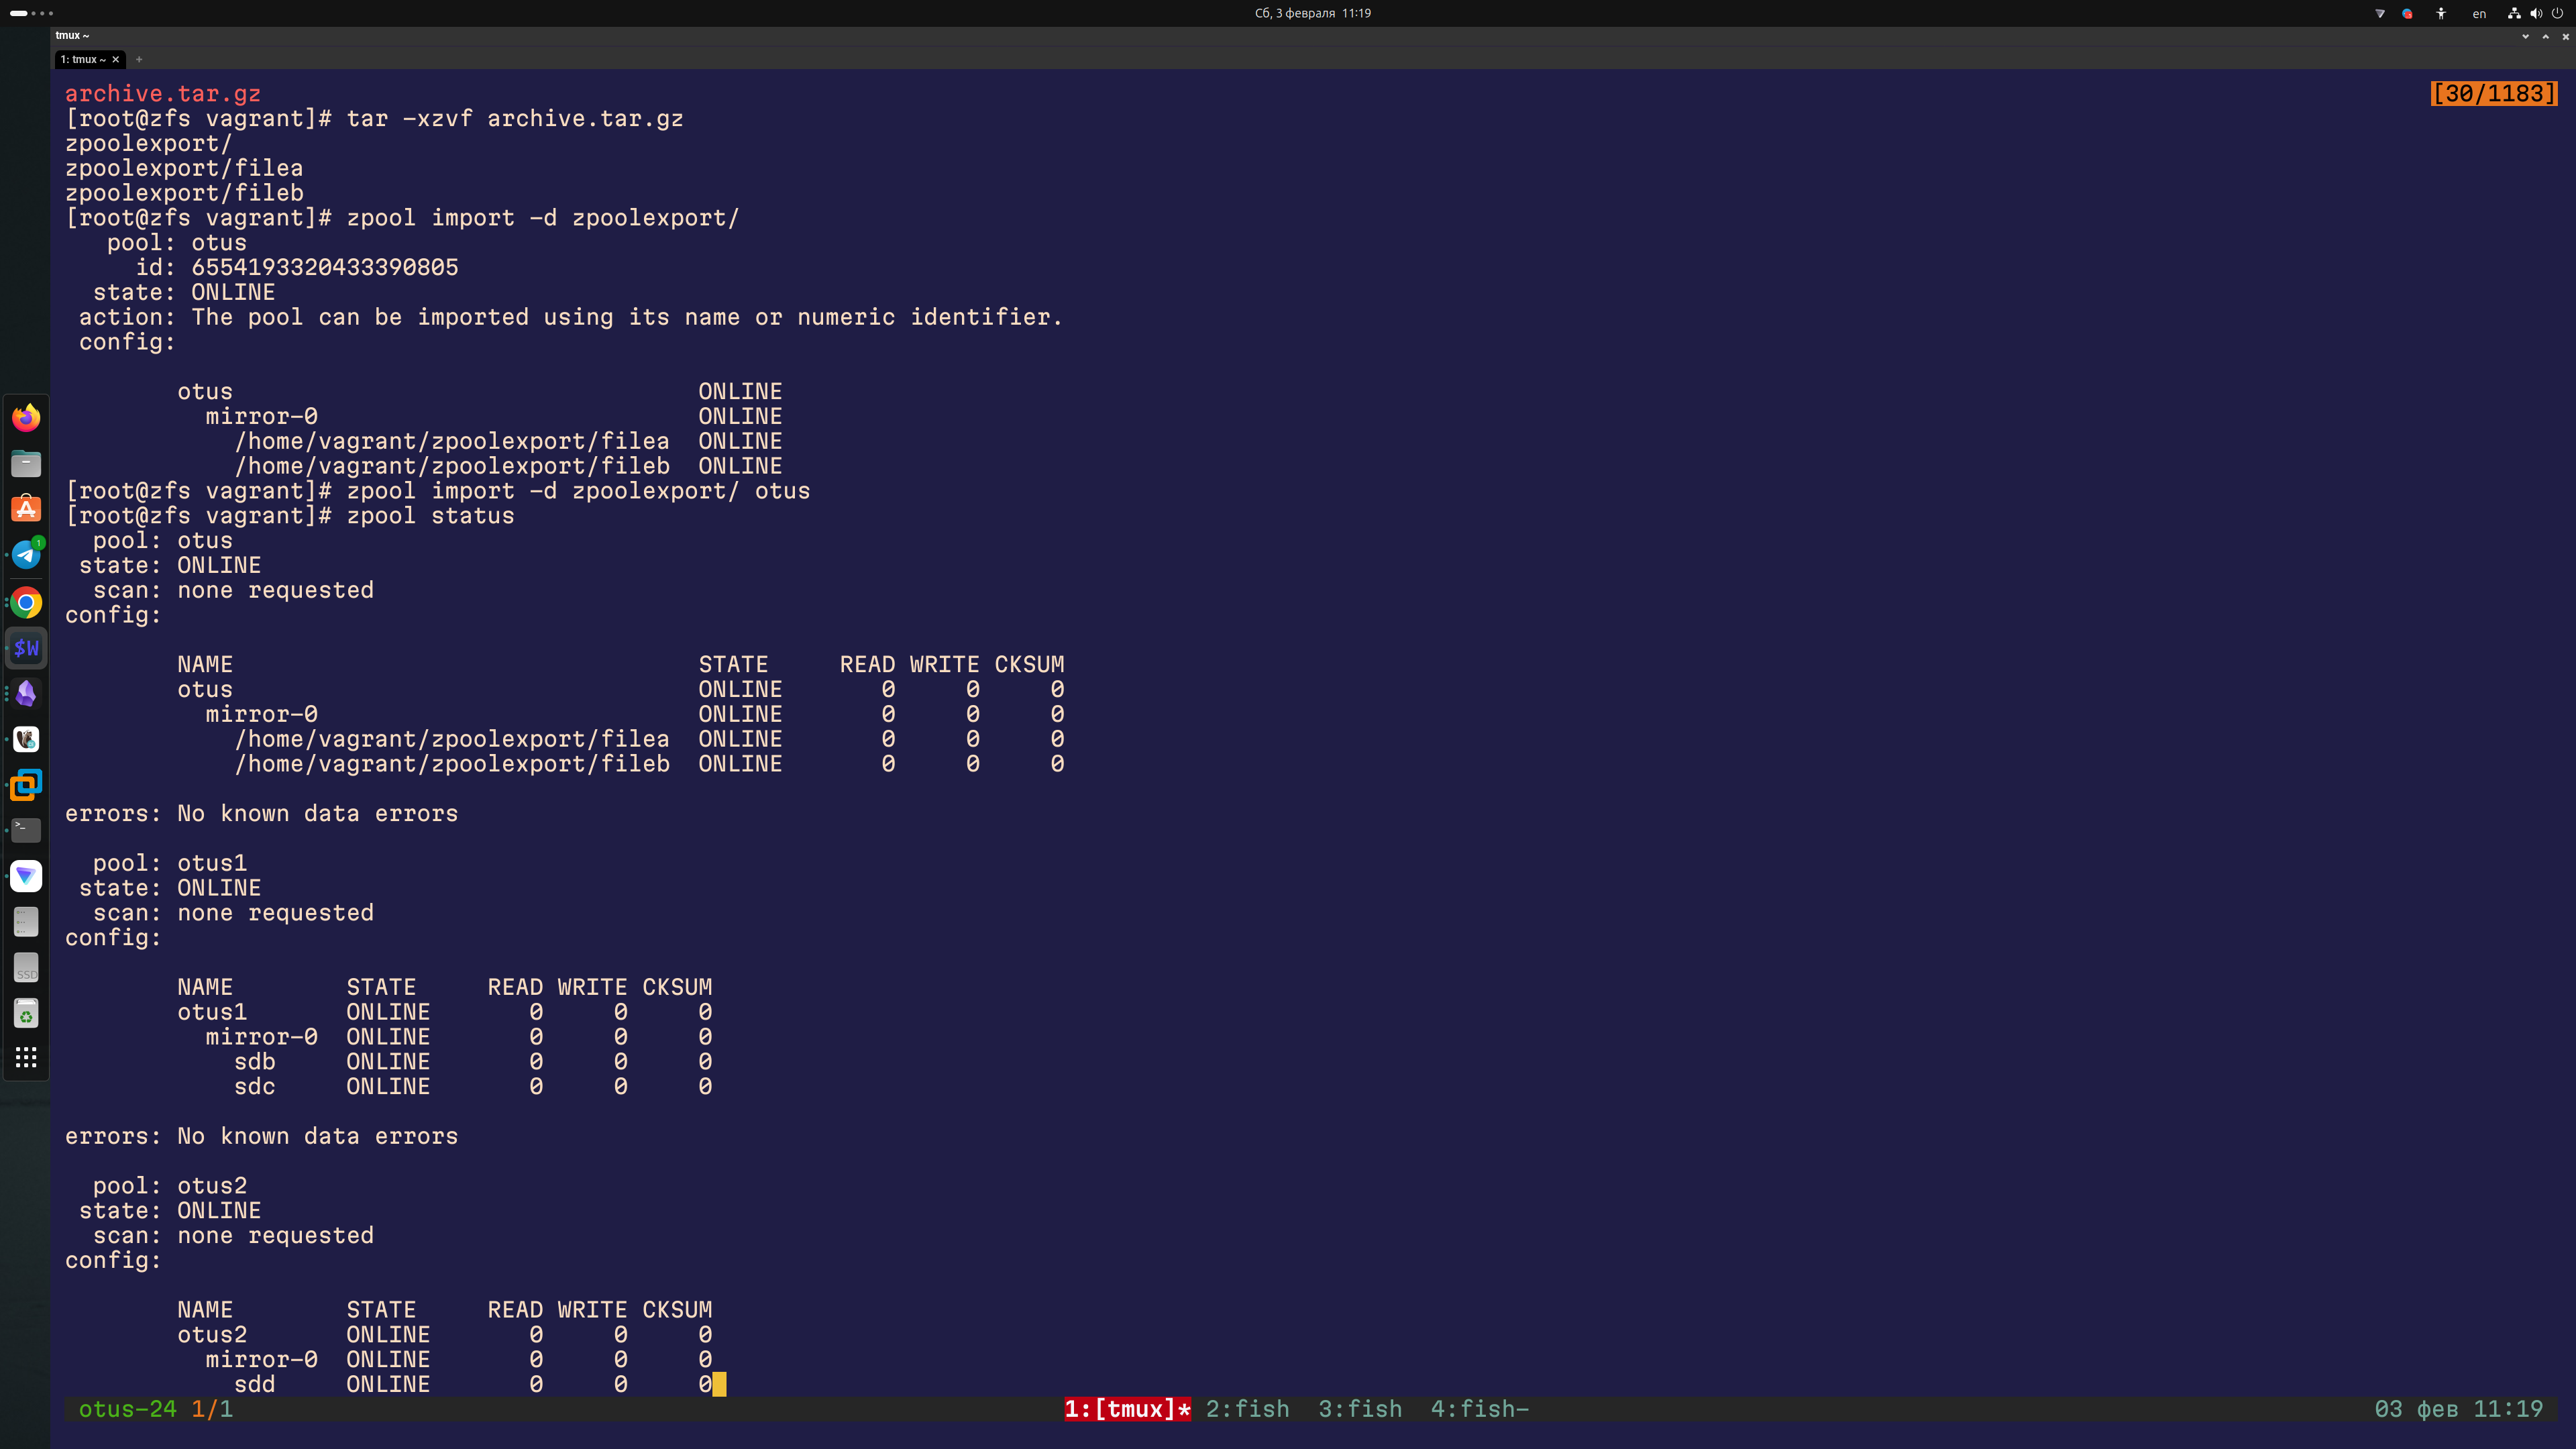 Сб, 3 февраля 11:19
en
tmux ~
1: tmux ~ × +
archive.tar.gz [30/1183]
[root@zfs vagrant]# tar -xzvf archive.tar.gz
zpoolexport/
zpoolexport/filea
zpoolexport/fileb
[root@zfs vagrant]# zpool import -d zpoolexport/
   pool: otus
     id: 6554193320433390805
  state: ONLINE
 action: The pool can be imported using its name or numeric identifier.
 config:
        otus                                 ONLINE
          mirror-0                           ONLINE
            /home/vagrant/zpoolexport/filea  ONLINE
            /home/vagrant/zpoolexport/fileb  ONLINE
[root@zfs vagrant]# zpool import -d zpoolexport/ otus
[root@zfs vagrant]# zpool status
  pool: otus
 state: ONLINE
  scan: none requested
config:
        NAME                                 STATE     READ WRITE CKSUM
        otus                                 ONLINE       0     0     0
          mirror-0                           ONLINE       0     0     0
            /home/vagrant/zpoolexport/filea  ONLINE       0     0     0
            /home/vagrant/zpoolexport/fileb  ONLINE       0     0     0
errors: No known data errors
  pool: otus1
 state: ONLINE
  scan: none requested
config:
        NAME        STATE     READ WRITE CKSUM
        otus1       ONLINE       0     0     0
          mirror-0  ONLINE       0     0     0
            sdb     ONLINE       0     0     0
            sdc     ONLINE       0     0     0
errors: No known data errors
  pool: otus2
 state: ONLINE
  scan: none requested
config:
        NAME        STATE     READ WRITE CKSUM
        otus2       ONLINE       0     0     0
          mirror-0  ONLINE       0     0     0
            sdd     ONLINE       0     0     0
otus-24 1/1 1:[tmux]* 2:fish 3:fish 4:fish- 03 фев 11:19
1
$W
>_
SSD